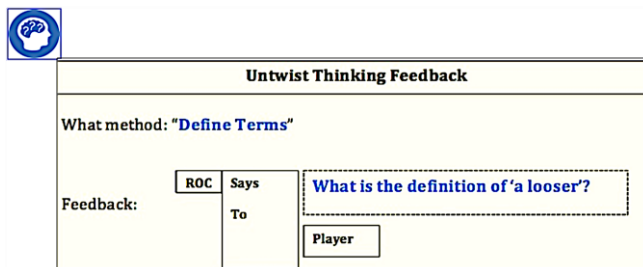 Untwist Thinking Feedback
What method: “Define Terms”
ROC Says What is the definition of ‘a looser’?
Feedback:
To
Player